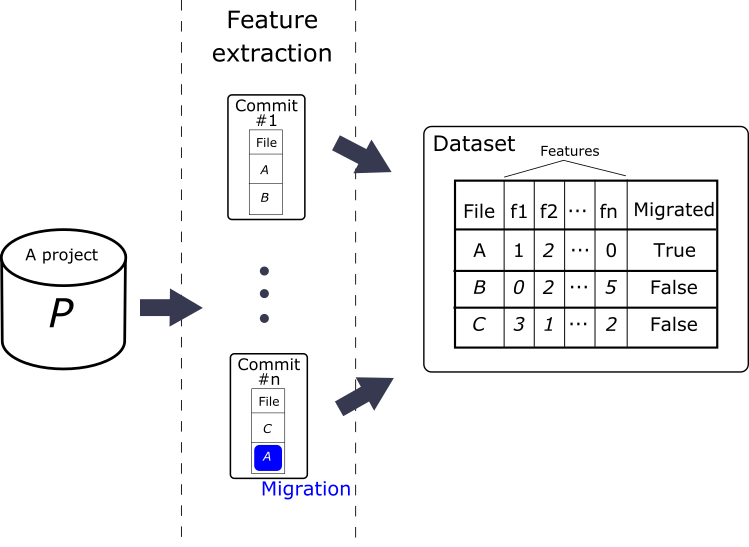 Feature
extraction
Commit
#1
File
A
B
A project
P
Commit
#n
File
C
A
Migration
Dataset
Features
File f1 f2 ··· fn Migrated
A 1 2 ··· 0 True
B 0 2 ··· 5 False
C 3 1 ··· 2 False